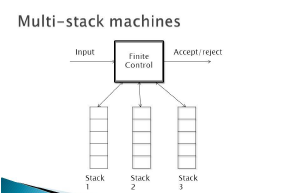 Multi-stack machines
Input
Accept/reject
Finite
Control
Stack
1
Stack
2
Stack
3